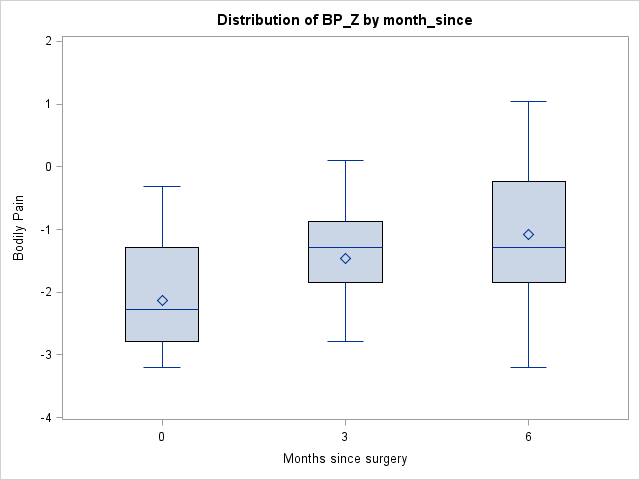 Distribution of BP_Z by month_since
2
1
0
-1
-2
-3
-4
Bodily Pain
0 3 6
Months since surgery